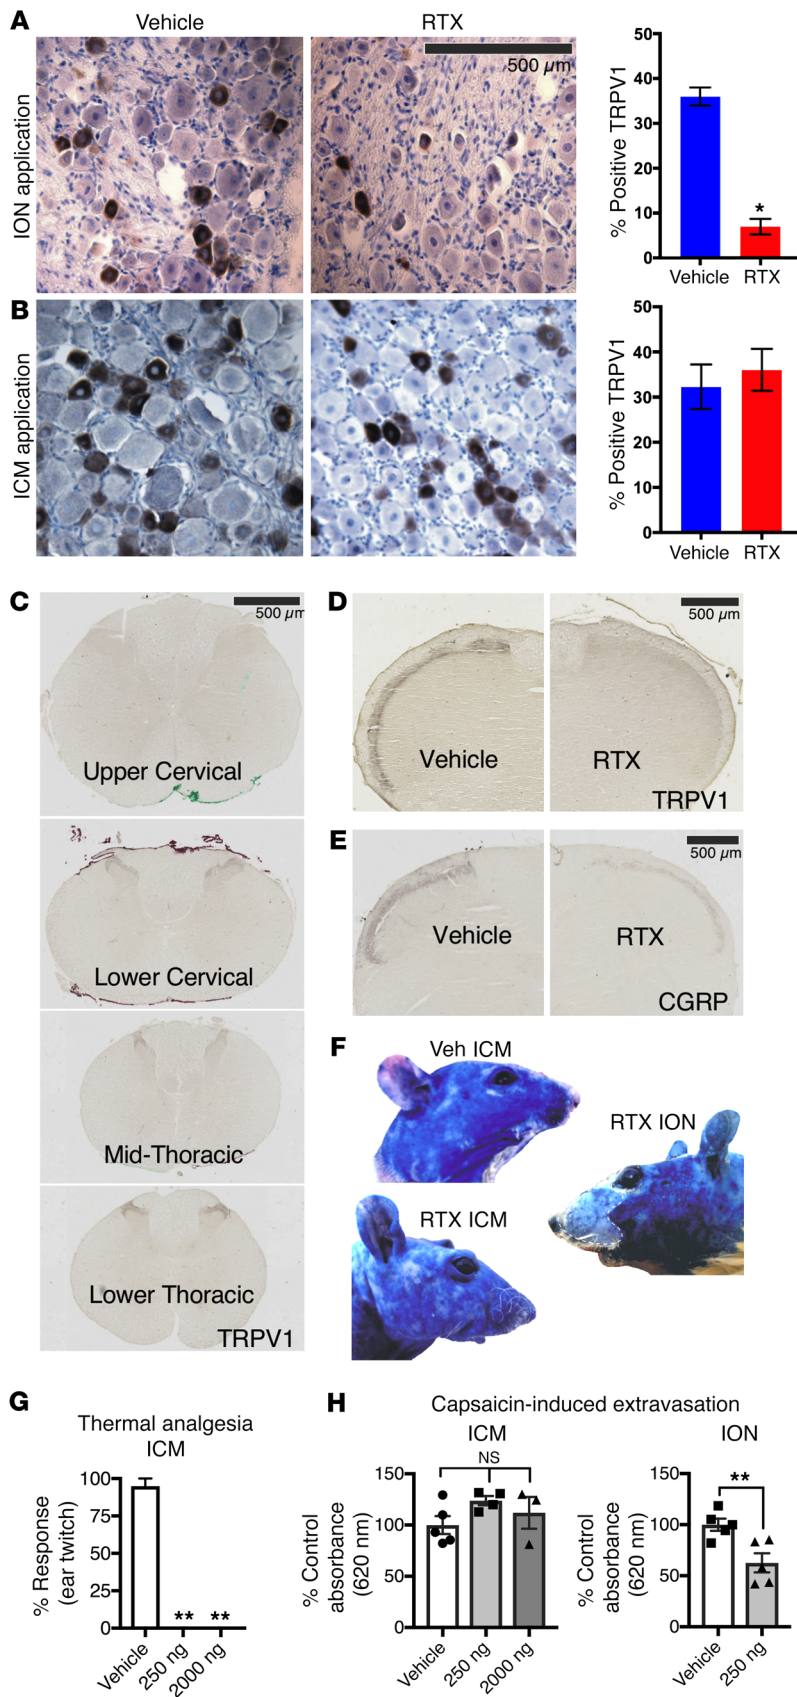 A
Vehicle
RTX
ION application
500 µm
% Positive TRPV1
50
40
30
20
10
0
*
Vehicle
RTX
B
ICM application
% Positive TRPV1
50
40
30
20
10
0
Vehicle
RTX
C
500 µm
Upper Cervical
Lower Cervical
Mid-Thoracic
Lower Thoracic
TRPV1
D
500 µm
Vehicle
RTX
TRPV1
E
500 µm
Vehicle
RTX
CGRP
F
Veh ICM
RTX ION
RTX ICM
G
Thermal analgesia
ICM
% Response
(ear twitch)
100
75
50
25
0
**
**
Vehicle
250 ng
2000 ng
H
Capsaicin-induced extravasation
ICM
% Control
absorbance
(620 nm)
150
100
50
0
NS
Vehicle
250 ng
2000 ng
ION
% Control
absorbance
(620 nm)
150
100
50
0
**
Vehicle
250 ng